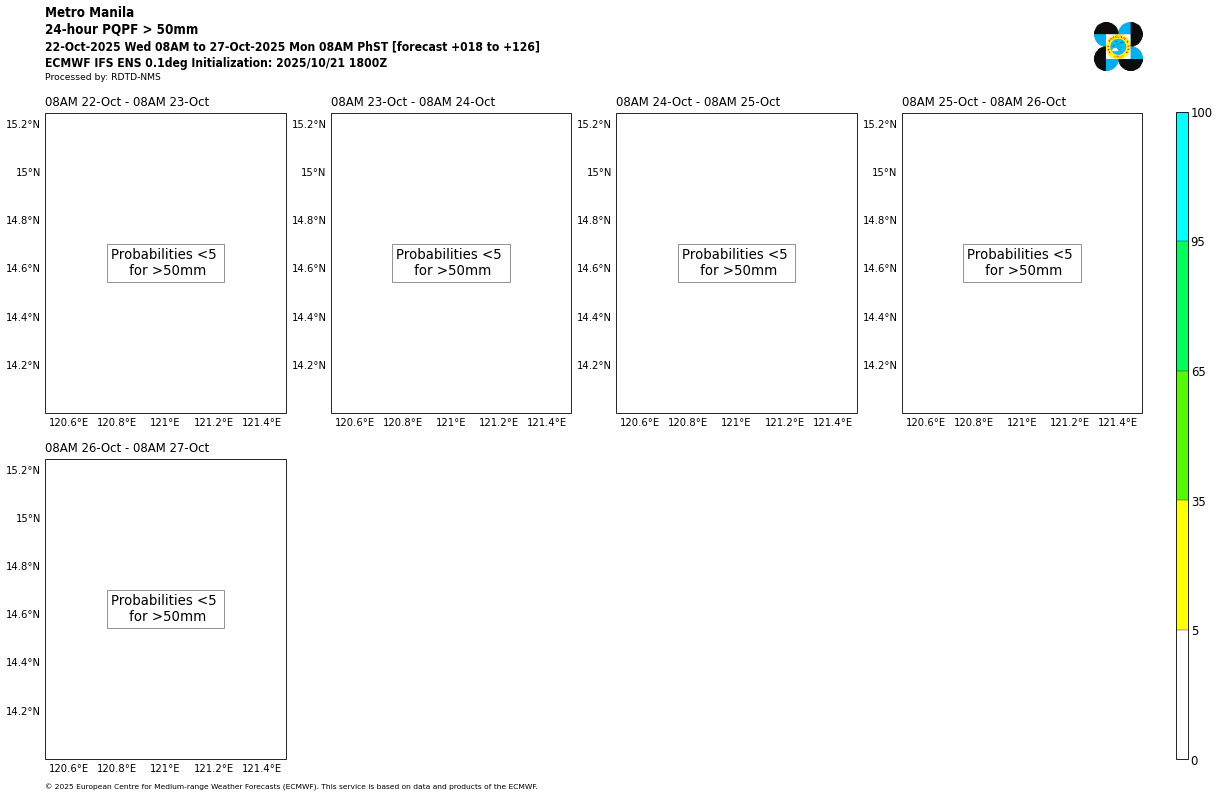 Metro Manila
24-hour PQPF > 50mm
22-Oct-2025 Wed 08AM to 27-Oct-2025 Mon 08AM PhST [forecast +018 to +126]
ECMWF IFS ENS 0.1deg Initialization: 2025/10/21 1800Z
Processed by: RDTD-NMS
08AM 22-Oct - 08AM 23-Oct
15.2°N
15°N
14.8°N
14.6°N
14.4°N
14.2°N
Probabilities <5
for >50mm
120.6°E 120.8°E 121°E 121.2°E 121.4°E
08AM 23-Oct - 08AM 24-Oct
15.2°N
15°N
14.8°N
14.6°N
14.4°N
14.2°N
Probabilities <5
for >50mm
120.6°E 120.8°E 121°E 121.2°E 121.4°E
08AM 24-Oct - 08AM 25-Oct
15.2°N
15°N
14.8°N
14.6°N
14.4°N
14.2°N
Probabilities <5
for >50mm
120.6°E 120.8°E 121°E 121.2°E 121.4°E
08AM 25-Oct - 08AM 26-Oct
15.2°N
15°N
14.8°N
14.6°N
14.4°N
14.2°N
Probabilities <5
for >50mm
120.6°E 120.8°E 121°E 121.2°E 121.4°E
08AM 26-Oct - 08AM 27-Oct
15.2°N
15°N
14.8°N
14.6°N
14.4°N
14.2°N
Probabilities <5
for >50mm
120.6°E 120.8°E 121°E 121.2°E 121.4°E
100
95
65
35
5
0
© 2025 European Centre for Medium-range Weather Forecasts (ECMWF). This service is based on data and products of the ECMWF.